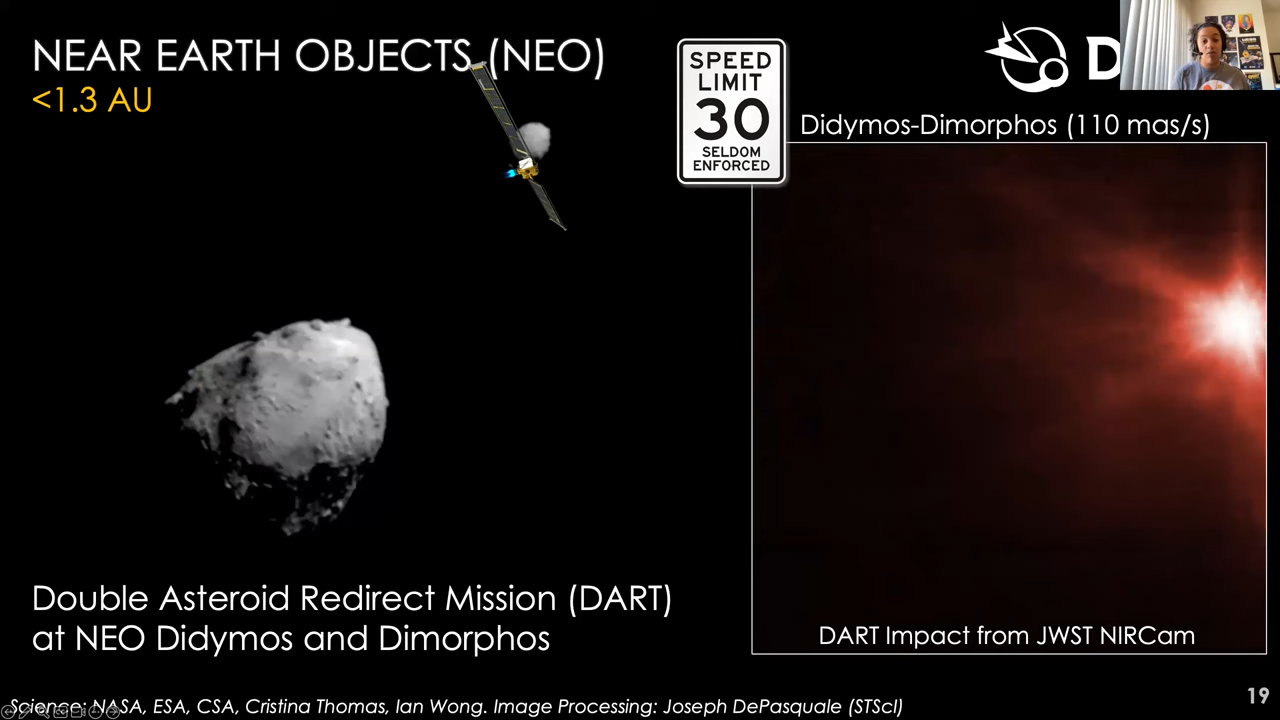 NEAR EARTH OBJECTS (NEO)
<1.3 AU
SPEED
LIMIT
30
SELDOM
ENFORCED
D
Didymos-Dimorphos (110 mas/s)
DART Impact from JWST NIRCam
Double Asteroid Redirect Mission (DART)
at NEO Didymos and Dimorphos
Science: NASA, ESA, CSA, Cristina Thomas, Ian Wong. Image Processing: Joseph DePasquale (STScI)
19